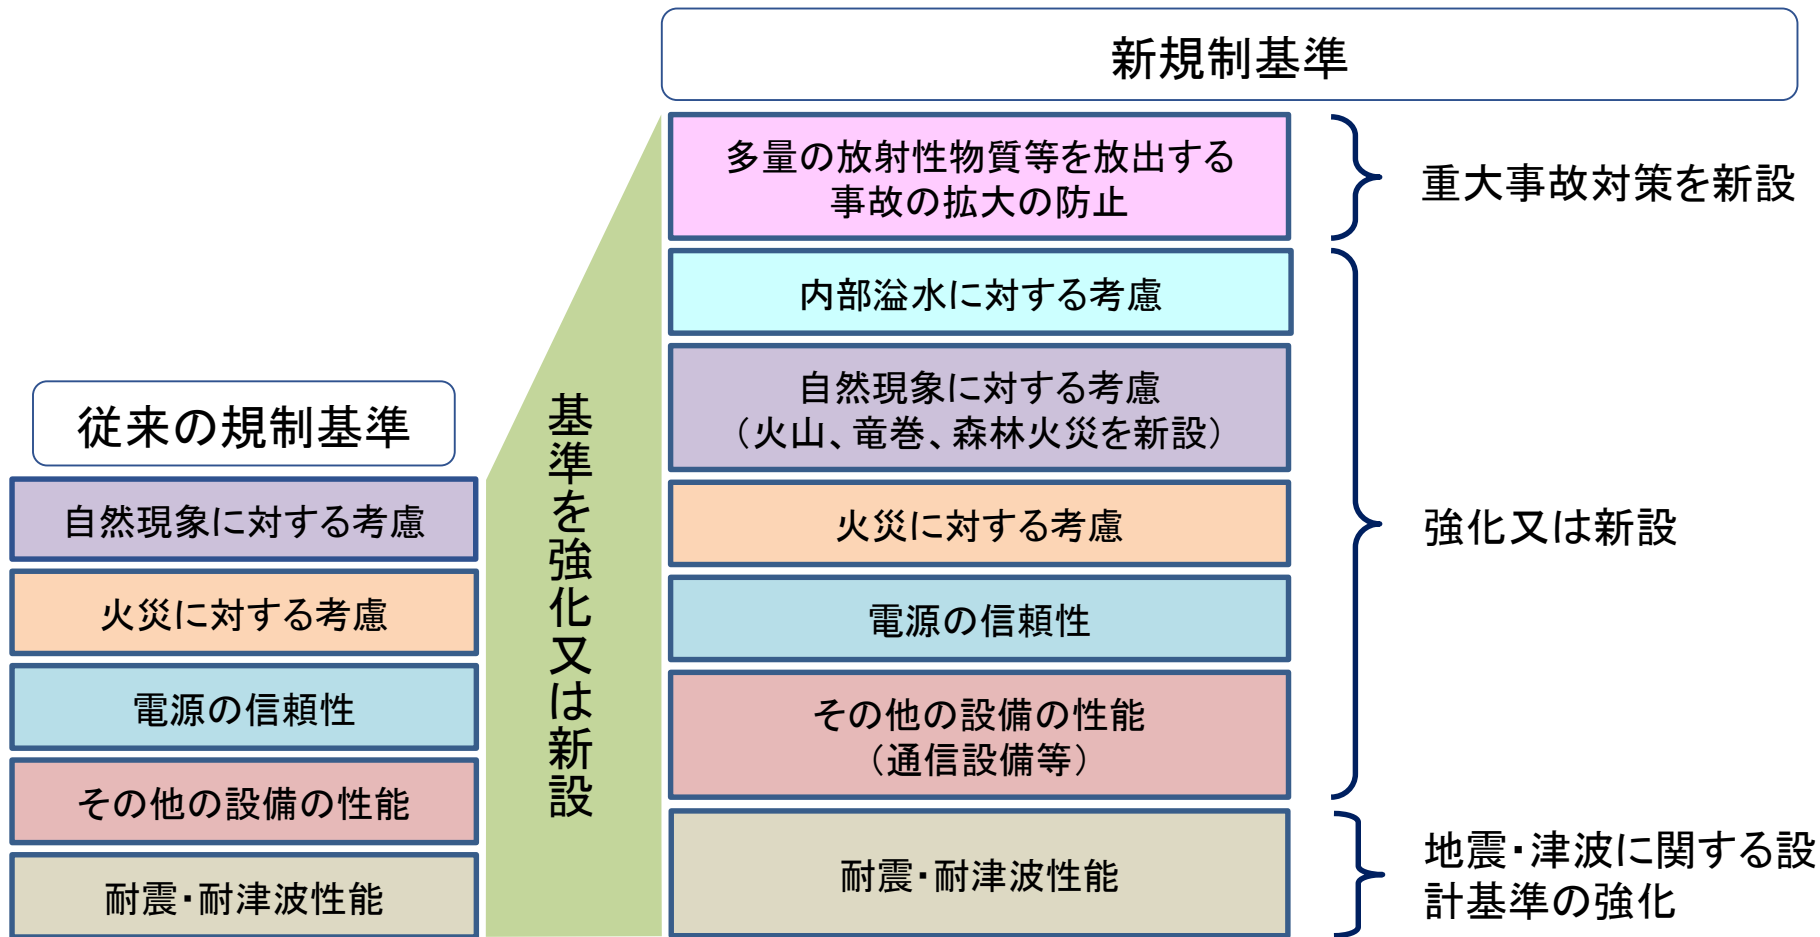 新規制基準
多量の放射性物質等を放出する
事故の拡大の防止
重大事故対策を新設
内部溢水に対する考慮
自然現象に対する考慮
（火山、竜巻、森林火災を新設）
火災に対する考慮
強化又は新設
電源の信頼性
その他の設備の性能
（通信設備等）
耐震・耐津波性能
地震・津波に関する設
計基準の強化
基準を強化又は新設
従来の規制基準
自然現象に対する考慮
火災に対する考慮
電源の信頼性
その他の設備の性能
耐震・耐津波性能